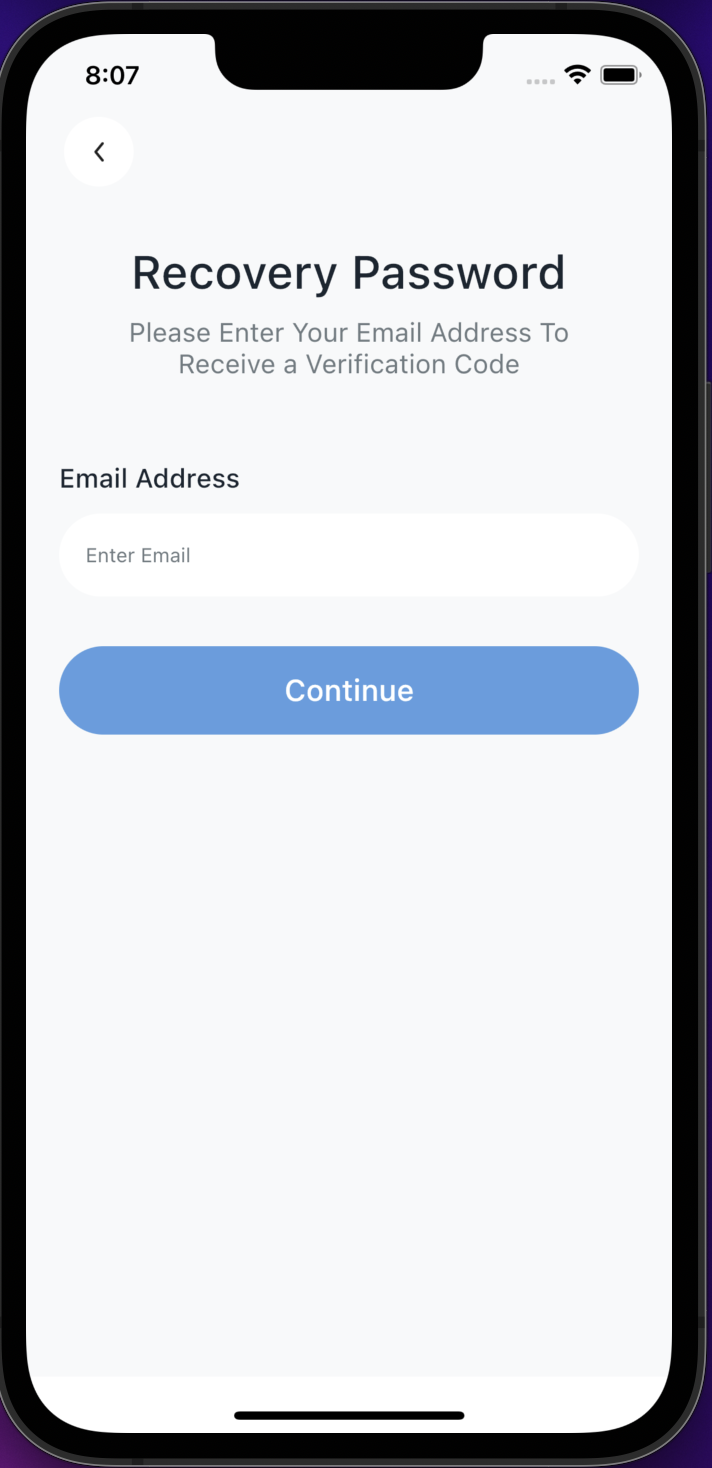 8:07
Recovery Password
Please Enter Your Email Address To
Receive a Verification Code
Email Address
Enter Email
Continue